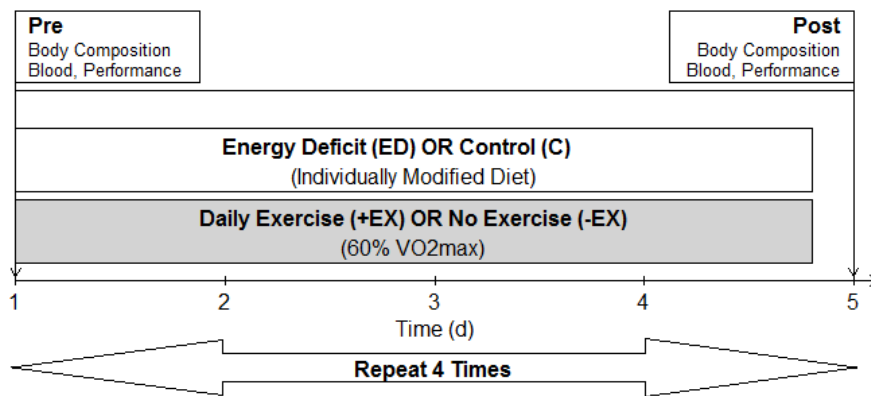 Pre
Body Composition
Blood, Performance
Post
Body Composition
Blood, Performance
Energy Deficit (ED) OR Control (C)
(Individually Modified Diet)
Daily Exercise (+EX) OR No Exercise (-EX)
(60% VO2max)
1 2 3 4 5
Time (d)
Repeat 4 Times